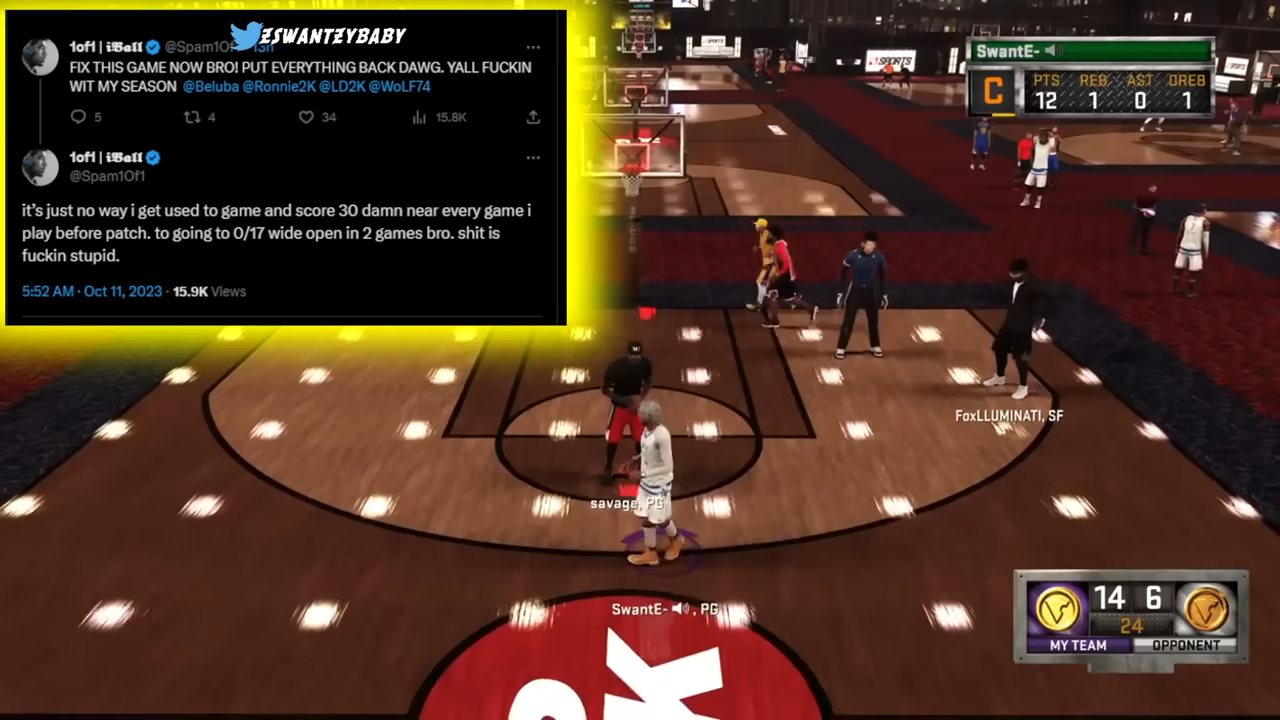 ZSWANTZYBABY
1of1 | iBall
FIX THIS GAME NOW BRO! PUT EVERYTHING BACK DAWG. YALL FUCKIN
WIT MY SEASON @Beluba @Ronnie2K @LD2K @WoLF74
5 4 34 15.8K
1of1 | iBall
@Spam1Of1
it's just no way i get used to game and score 30 damn near every game i
play before patch. to going to 0/17 wide open in 2 games bro. shit is
fuckin stupid.
5:52 AM · Oct 11, 2023 · 15.9K Views
SwantE-
C PTS REB AST OREB
12 1 0 1
FoxLLUMINATI, SF
savage, PG
SwantE- , PG
14 6
24
MY TEAM OPPONENT
2K